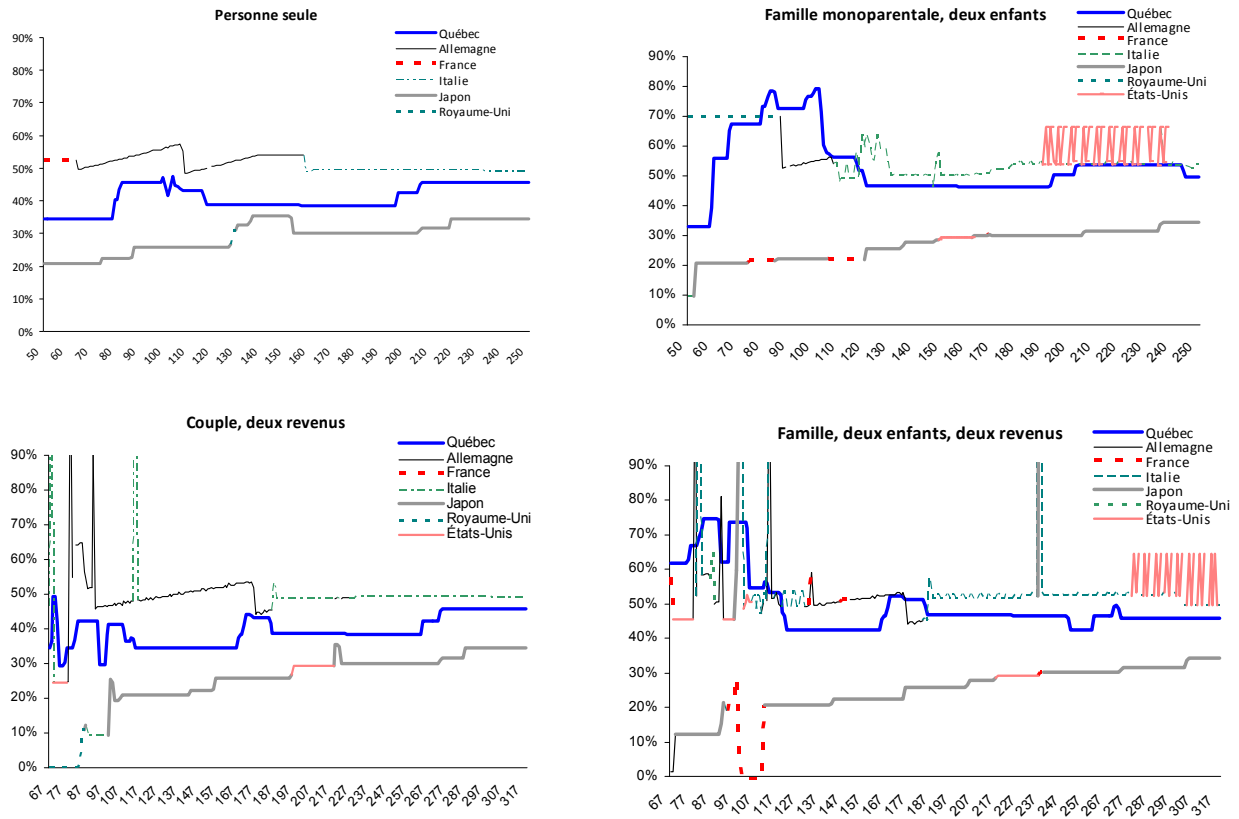 Personne seule
Québec
Allemagne
France
Italie
Japon
Royaume-Uni
90%
80%
70%
60%
50%
40%
30%
20%
10%
0%
50 60 70 80 90 100 110 120 130 140 150 160 170 180 190 200 210 220 230 240 250
Famille monoparentale, deux enfants
Québec
Allemagne
France
Italie
Japon
Royaume-Uni
États-Unis
90%
80%
70%
60%
50%
40%
30%
20%
10%
0%
50 60 70 80 90 100 110 120 130 140 150 160 170 180 190 200 210 220 230 240 250
Couple, deux revenus
Québec
Allemagne
France
Italie
Japon
Royaume-Uni
États-Unis
90%
80%
70%
60%
50%
40%
30%
20%
10%
0%
67 77 87 97 107 117 127 137 147 157 167 177 187 197 207 217 227 237 247 257 267 277 287 297 307 317
Famille, deux enfants, deux revenus
Québec
Allemagne
France
Italie
Japon
Royaume-Uni
États-Unis
90%
80%
70%
60%
50%
40%
30%
20%
10%
0%
67 77 87 97 107 117 127 137 147 157 167 177 187 197 207 217 227 237 247 257 267 277 287 297 307 317